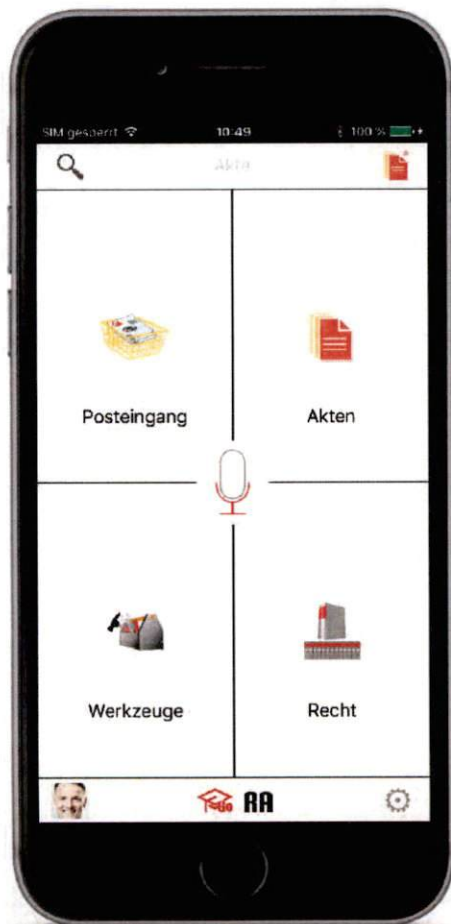 SIM gesperrt 10:49 100 %
Akte
Posteingang Akten
Werkzeuge Recht
RA